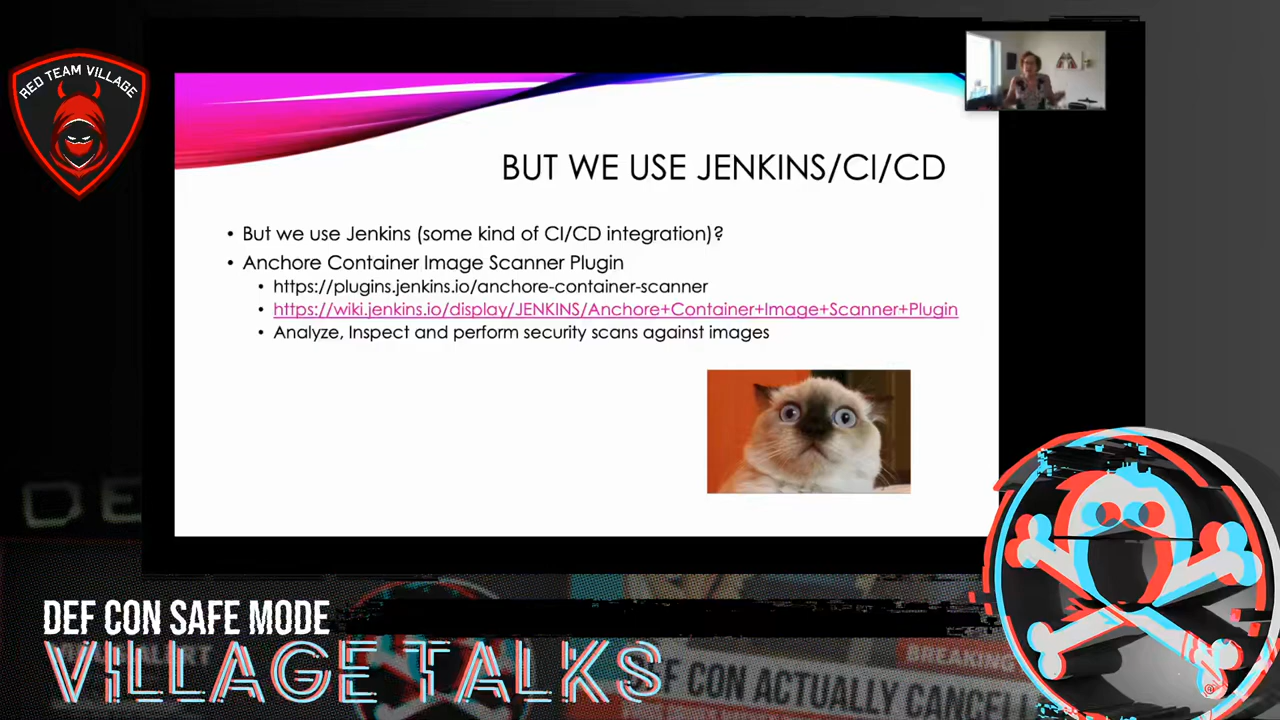 RED TEAM VILLAGE
BUT WE USE JENKINS/CI/CD
• But we use Jenkins (some kind of CI/CD integration)?
• Anchore Container Image Scanner Plugin
• https://plugins.jenkins.io/anchore-container-scanner
• https://wiki.jenkins.io/display/JENKINS/Anchore+Container+Image+Scanner+Plugin
• Analyze, Inspect and perform security scans against images
DE
DEF CON SAFE MODE
VILLAGE TALKS
BREAKING
DEF CON ACTUALLY CANCELL